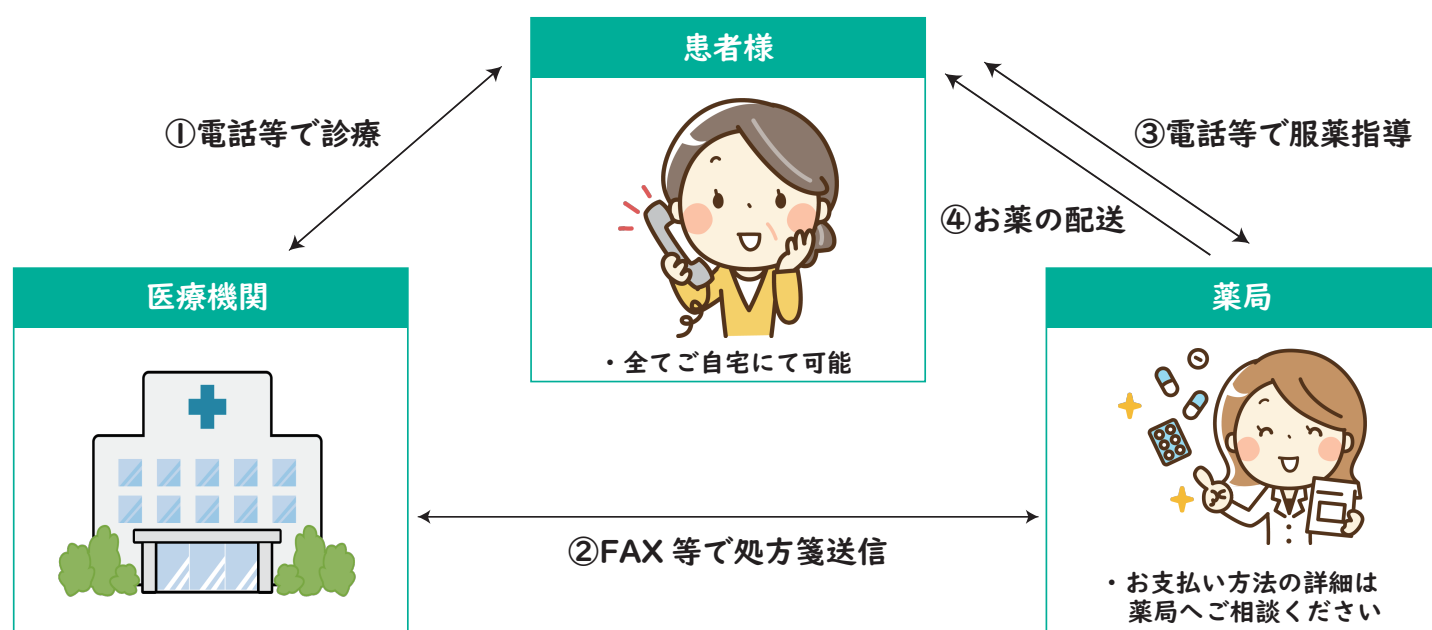 患者様
①電話等で診療
③電話等で服薬指導
④お薬の配送
・全てご自宅にて可能
医療機関
薬局
②FAX 等で処方箋送信
・お支払い方法の詳細は
薬局へご相談ください